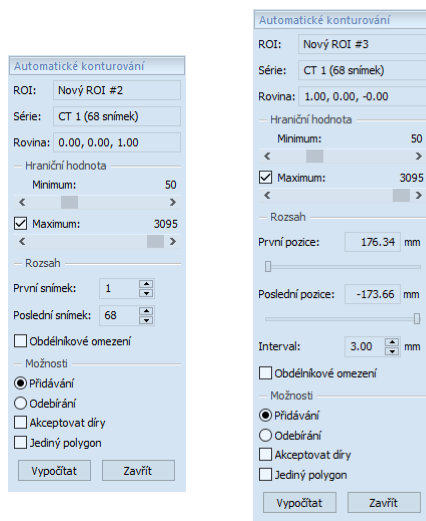 Automatické konturování
ROI: Nový ROI #2
Série: CT 1 (68 snímek)
Rovina: 0.00, 0.00, 1.00
Hraniční hodnota
Minimum: 50
Maximum: 3095
Rozsah
První snímek: 1
Poslední snímek: 68
Obdélníkové omezení
Možnosti
Přidávání
Odebírání
Akceptovat díry
Jediný polygon
Vypočítat Zavřít
Automatické konturování
ROI: Nový ROI #3
Série: CT 1 (68 snímek)
Rovina: 1.00, 0.00, -0.00
Hraniční hodnota
Minimum: 50
Maximum: 3095
Rozsah
První pozice: 176.34 mm
Poslední pozice: -173.66 mm
Interval: 3.00 mm
Obdélníkové omezení
Možnosti
Přidávání
Odebírání
Akceptovat díry
Jediný polygon
Vypočítat Zavřít